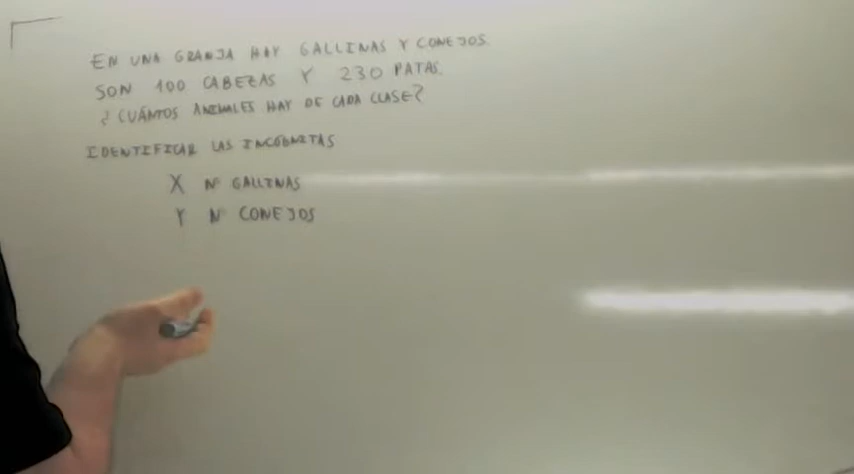 EN UNA GRANJA HAY GALLINAS Y CONEJOS.
SON 100 CABEZAS Y 230 PATAS.
¿CUÁNTOS ANIMALES HAY DE CADA CLASE?
IDENTIFICAR LAS INCOGNITAS
X Nº GALLINAS
Y Nº CONEJOS